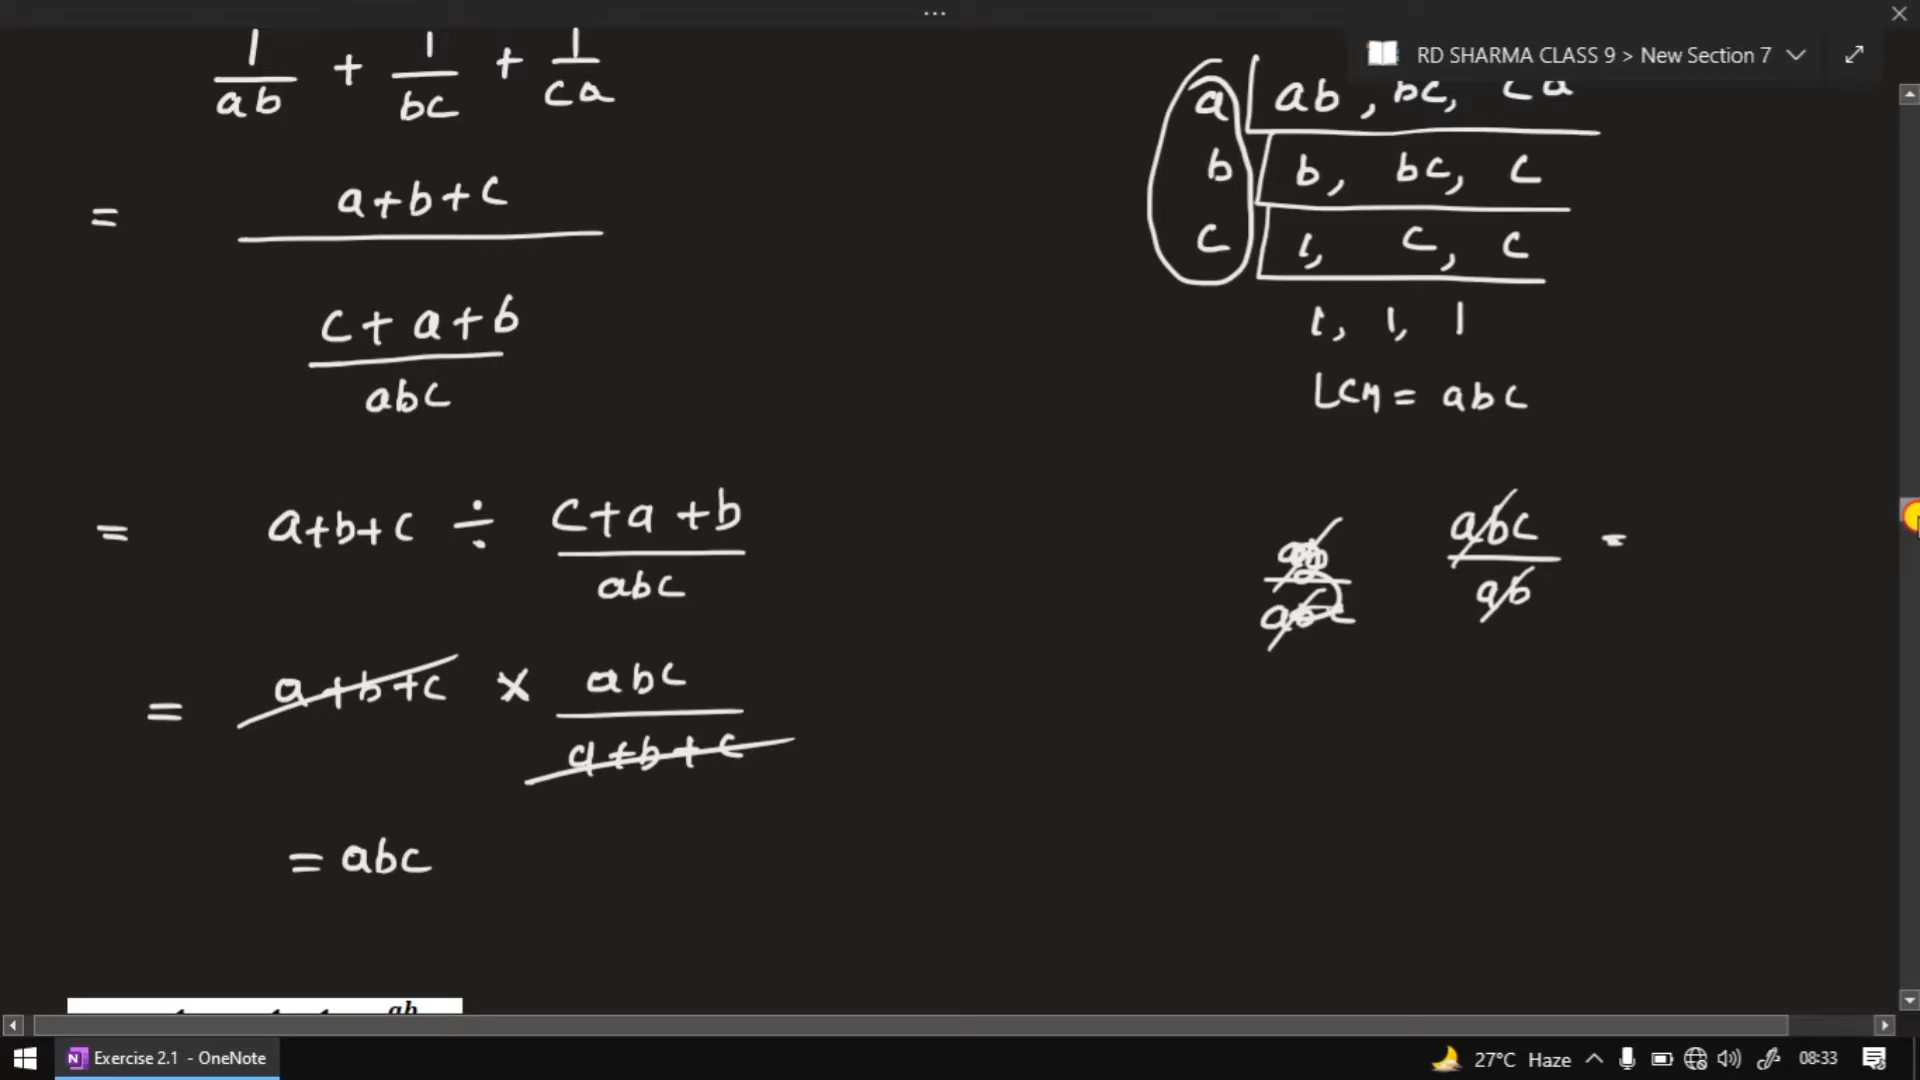 RD SHARMA CLASS 9 > New Section 7
1/ab + 1/bc + 1/ca
= a+b+c
c+a+b
abc
= a+b+c ÷ c+a+b/abc
= a+b+c × abc/a+b+c
= abc
a | ab, bc, ca
b | b, bc, c
c | 1, c, c
1, 1, 1
LCM = abc
abc/ab =
ab
Exercise 2.1 - OneNote
27°C Haze
08:33